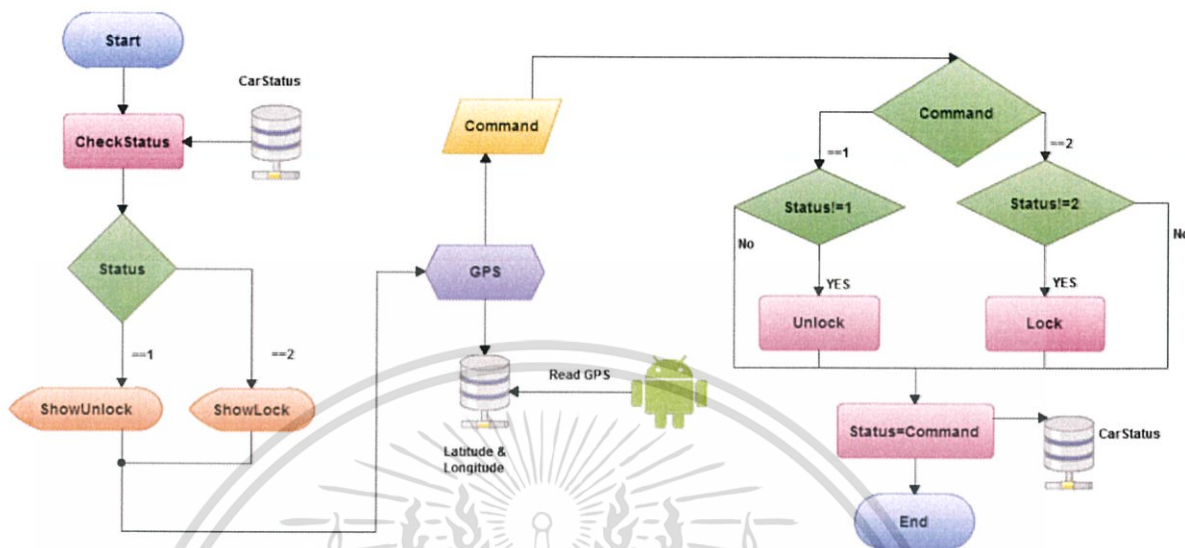 Start
CarStatus
CheckStatus
Status
==1
==2
ShowUnlock
ShowLock
Command
GPS
Read GPS
Latitude &
Longitude
Command
==1
==2
Status!=1
Status!=2
No
No
YES
YES
Unlock
Lock
Status=Command
CarStatus
End